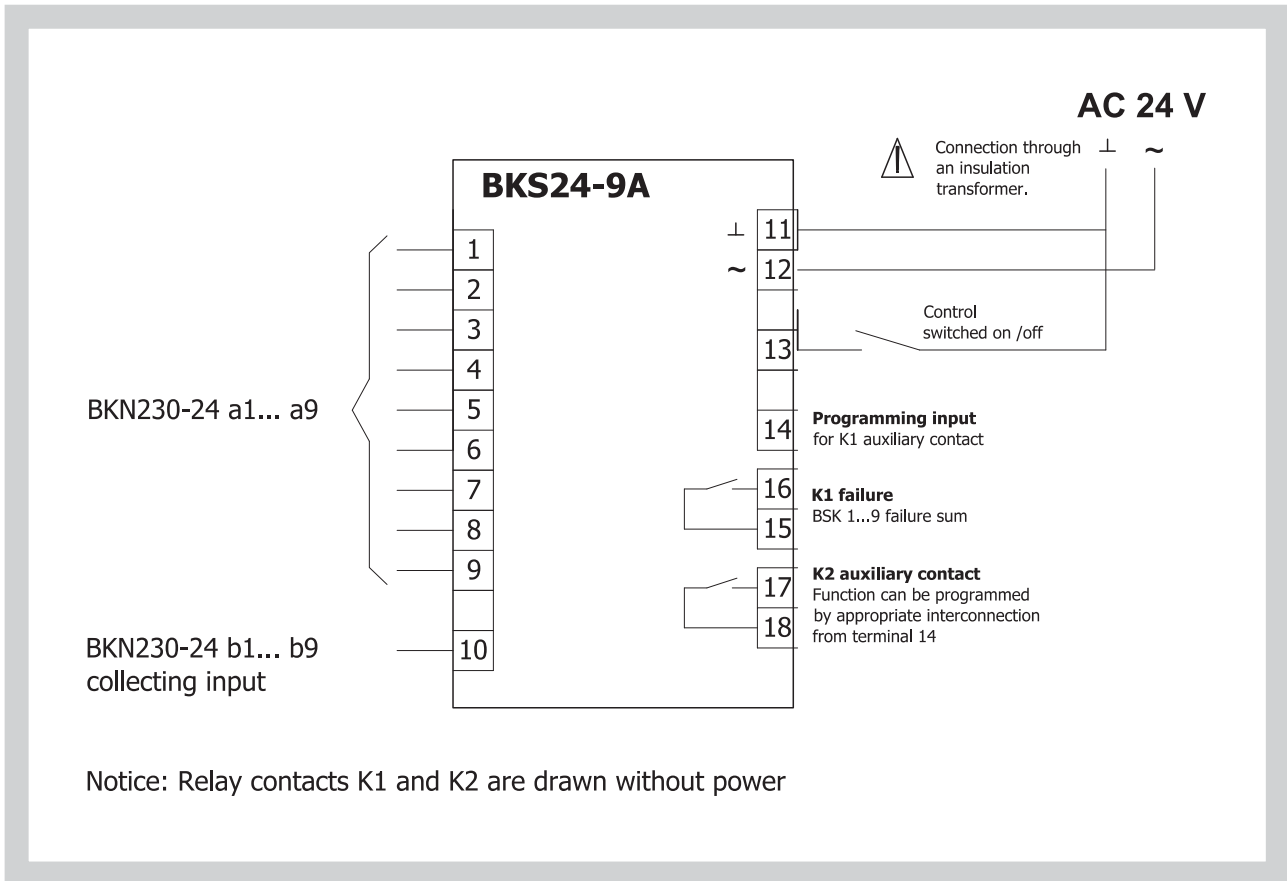 AC 24 V
Connection through
an insulation
transformer.
⊥ ~
BKS24-9A
⊥ 11
~ 12
1
2
3
4
5
6
7
8
9
10
BKN230-24 a1... a9
BKN230-24 b1... b9
collecting input
Control
switched on /off
13
14
Programming input
for K1 auxiliary contact
16
15
K1 failure
BSK 1...9 failure sum
17
18
K2 auxiliary contact
Function can be programmed
by appropriate interconnection
from terminal 14
Notice: Relay contacts K1 and K2 are drawn without power